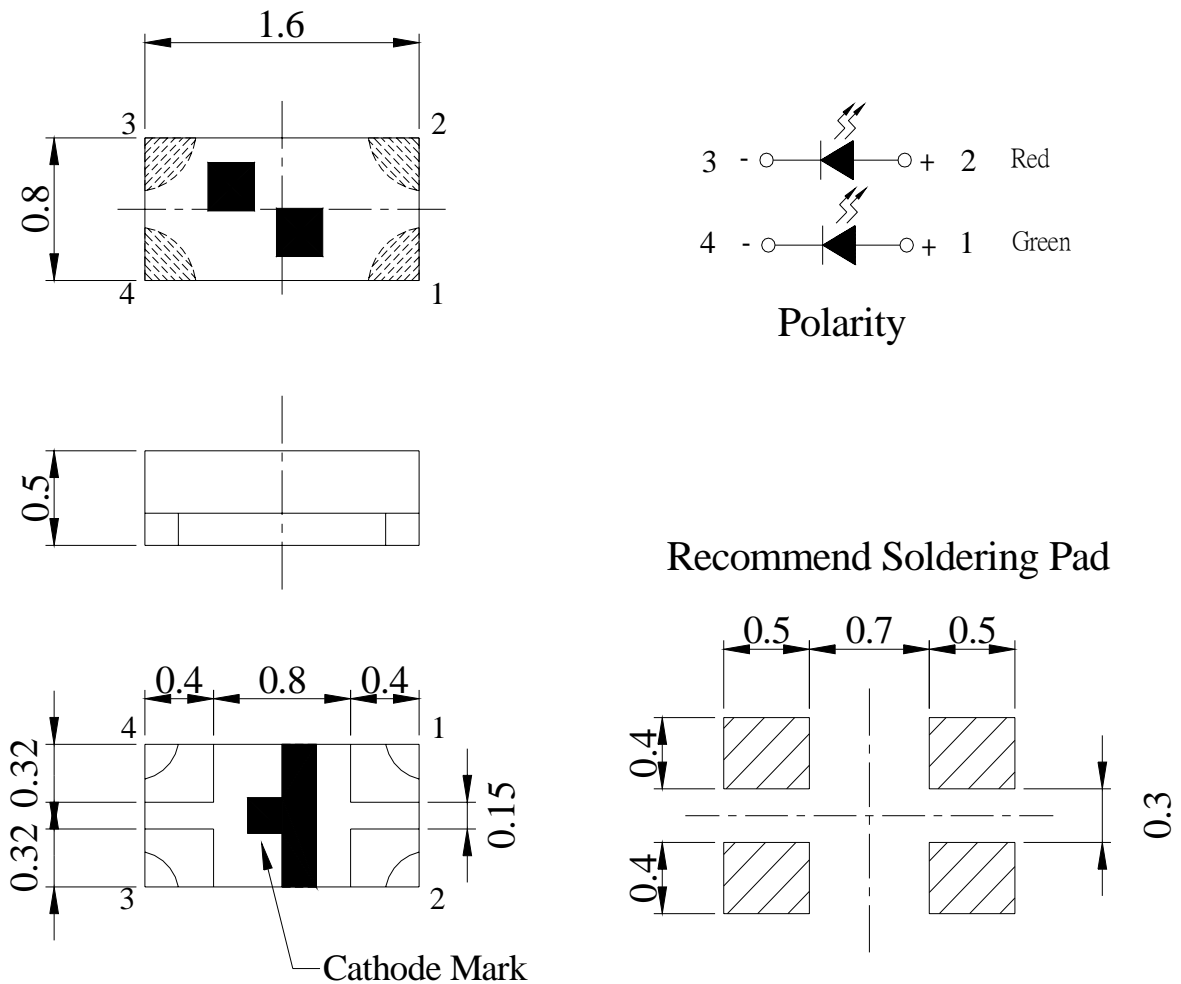 1.6
3 2
0.8
4 1
3 - + 2 Red
4 - + 1 Green
Polarity
0.5
Recommend Soldering Pad
0.5 0.7 0.5
0.4
0.4
0.3
0.4 0.8 0.4
4 1
0.32
0.32
0.15
3 2
Cathode Mark